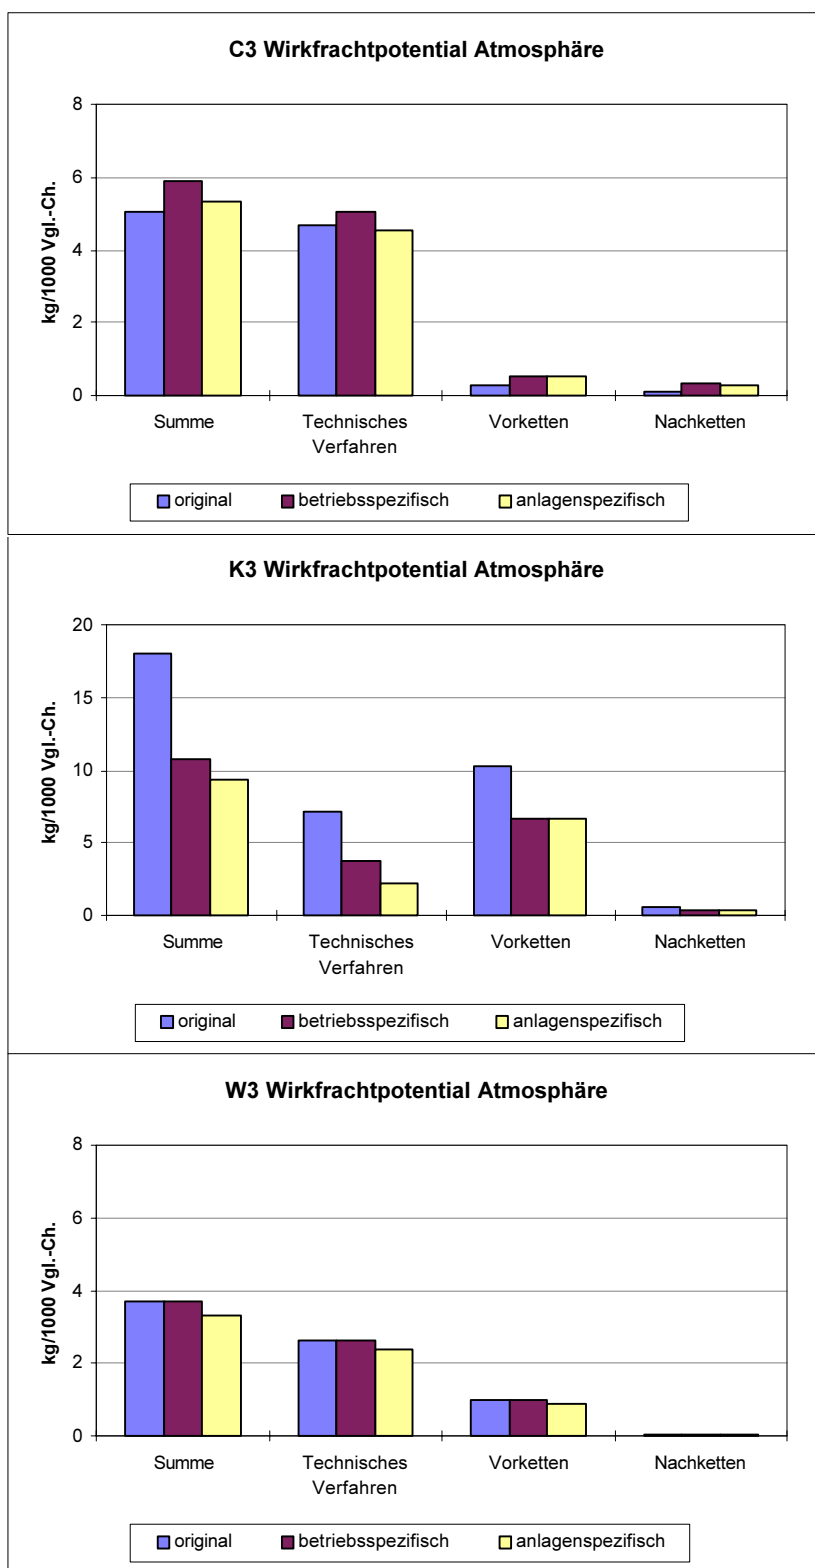 C3 Wirkfrachtpotential Atmosphäre
kg/1000 Vgl.-Ch.
8
6
4
2
0
Summe
Technisches
Verfahren
Vorketten
Nachketten
original
betriebsspezifisch
anlagenspezifisch
K3 Wirkfrachtpotential Atmosphäre
kg/1000 Vgl.-Ch.
20
15
10
5
0
Summe
Technisches
Verfahren
Vorketten
Nachketten
original
betriebsspezifisch
anlagenspezifisch
W3 Wirkfrachtpotential Atmosphäre
kg/1000 Vgl.-Ch.
8
6
4
2
0
Summe
Technisches
Verfahren
Vorketten
Nachketten
original
betriebsspezifisch
anlagenspezifisch